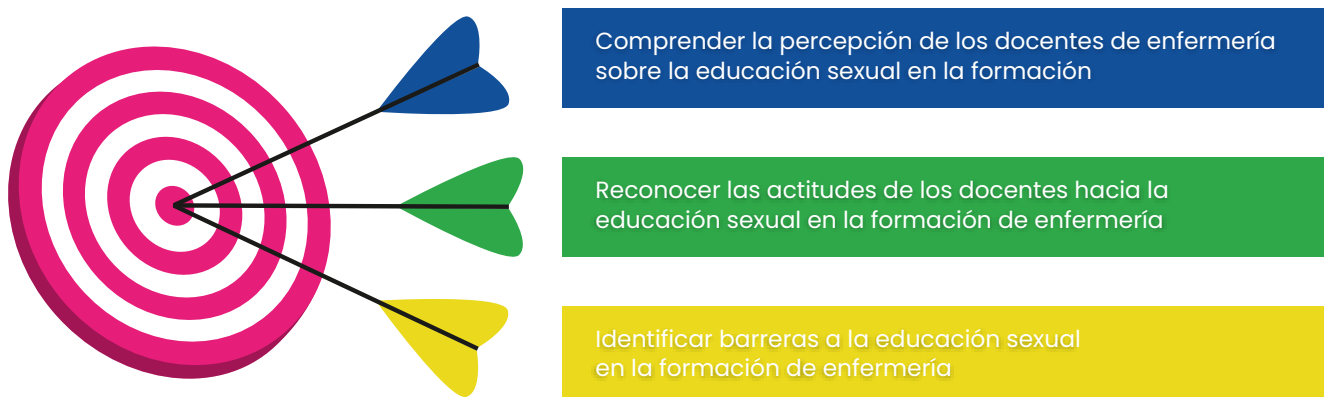 Comprender la percepción de los docentes de enfermería
sobre la educación sexual en la formación
Reconocer las actitudes de los docentes hacia la
educación sexual en la formación de enfermería
Identificar barreras a la educación sexual
en la formación de enfermería